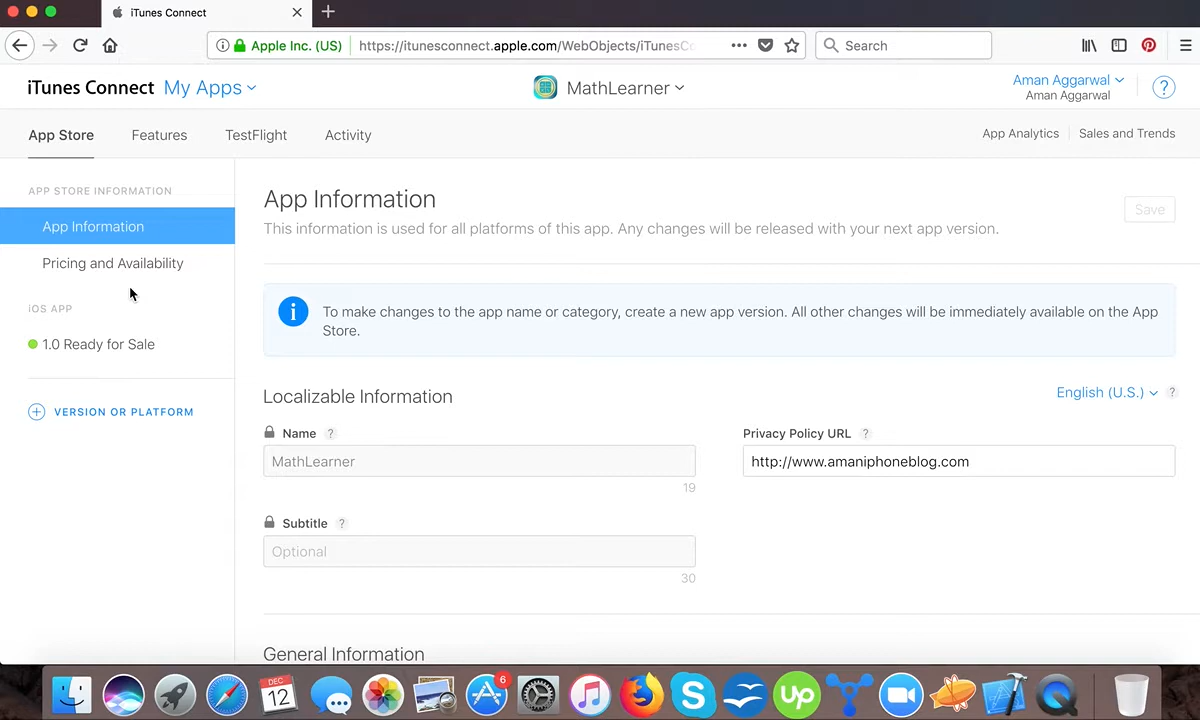 iTunes Connect
Apple Inc. (US)
https://itunesconnect.apple.com/WebObjects/iTunesCo
Search
iTunes Connect My Apps
MathLearner
Aman Aggarwal
Aman Aggarwal
?
App Store Features TestFlight Activity
App Analytics Sales and Trends
APP STORE INFORMATION
App Information
Pricing and Availability
iOS APP
1.0 Ready for Sale
VERSION OR PLATFORM
App Information
Save
This information is used for all platforms of this app. Any changes will be released with your next app version.
i
To make changes to the app name or category, create a new app version. All other changes will be immediately available on the App
Store.
Localizable Information
English (U.S.) ?
Name ?
MathLearner
19
Privacy Policy URL ?
http://www.amaniphoneblog.com
Subtitle ?
Optional
30
General Information
DEC
12
6
up